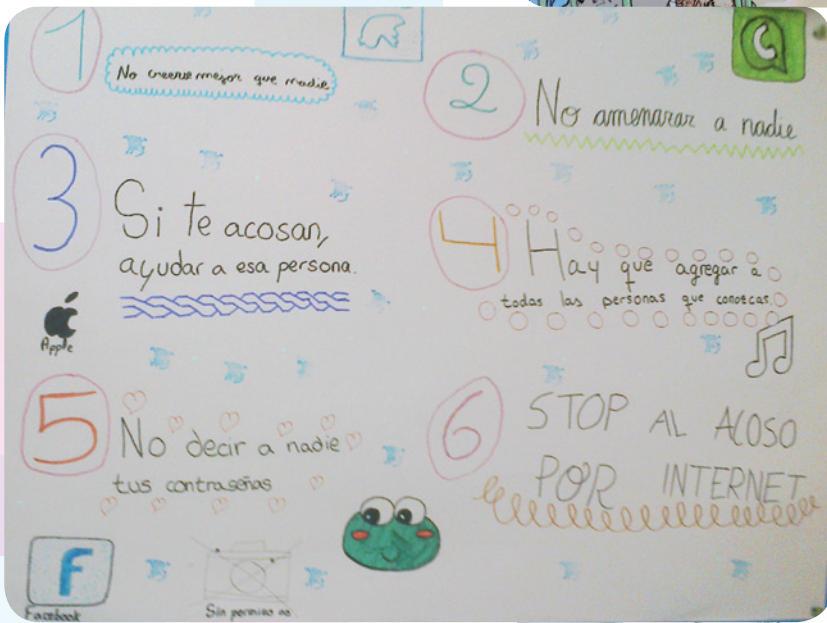 1
No creerse mejor que nadie
2
No amenazar a nadie
3
Si te acosan,
ayudar a esa persona.
4
Hay que agregar a
todas las personas que conozcas.
Apple
5
No decir a nadie
tus contraseñas
6
STOP AL ACOSO
POR INTERNET
f
Facebook
Sin permiso no